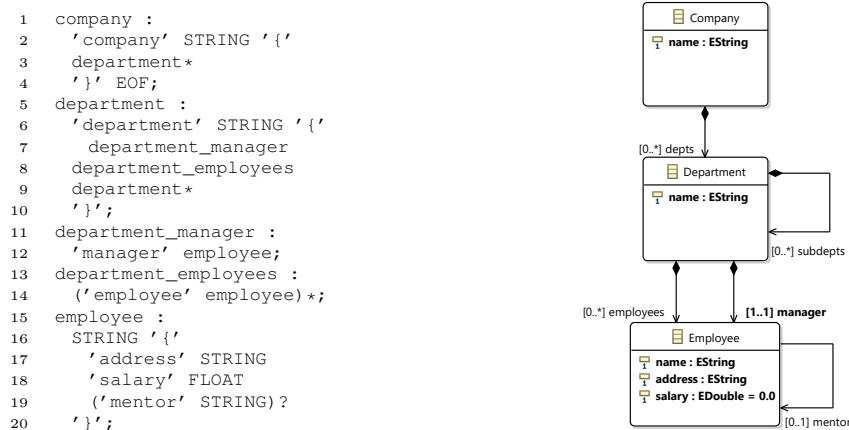 1 company :
2 ’company’ STRING ’{’
3 department*
4 ’}’ EOF;
5 department :
6 ’department’ STRING ’{’
7 department_manager
8 department_employees
9 department*
10 ’}’;
11 department_manager :
12 ’manager’ employee;
13 department_employees :
14 (’employee’ employee)*;
15 employee :
16 STRING ’{’
17 ’address’ STRING
18 ’salary’ FLOAT
19 (’mentor’ STRING)?
20 ’}’;
Company
name : EString
[0..*] depts
Department
name : EString
[0..*] subdepts
[0..*] employees
[1..1] manager
Employee
name : EString
address : EString
salary : EDouble = 0.0
[0..1] mentor